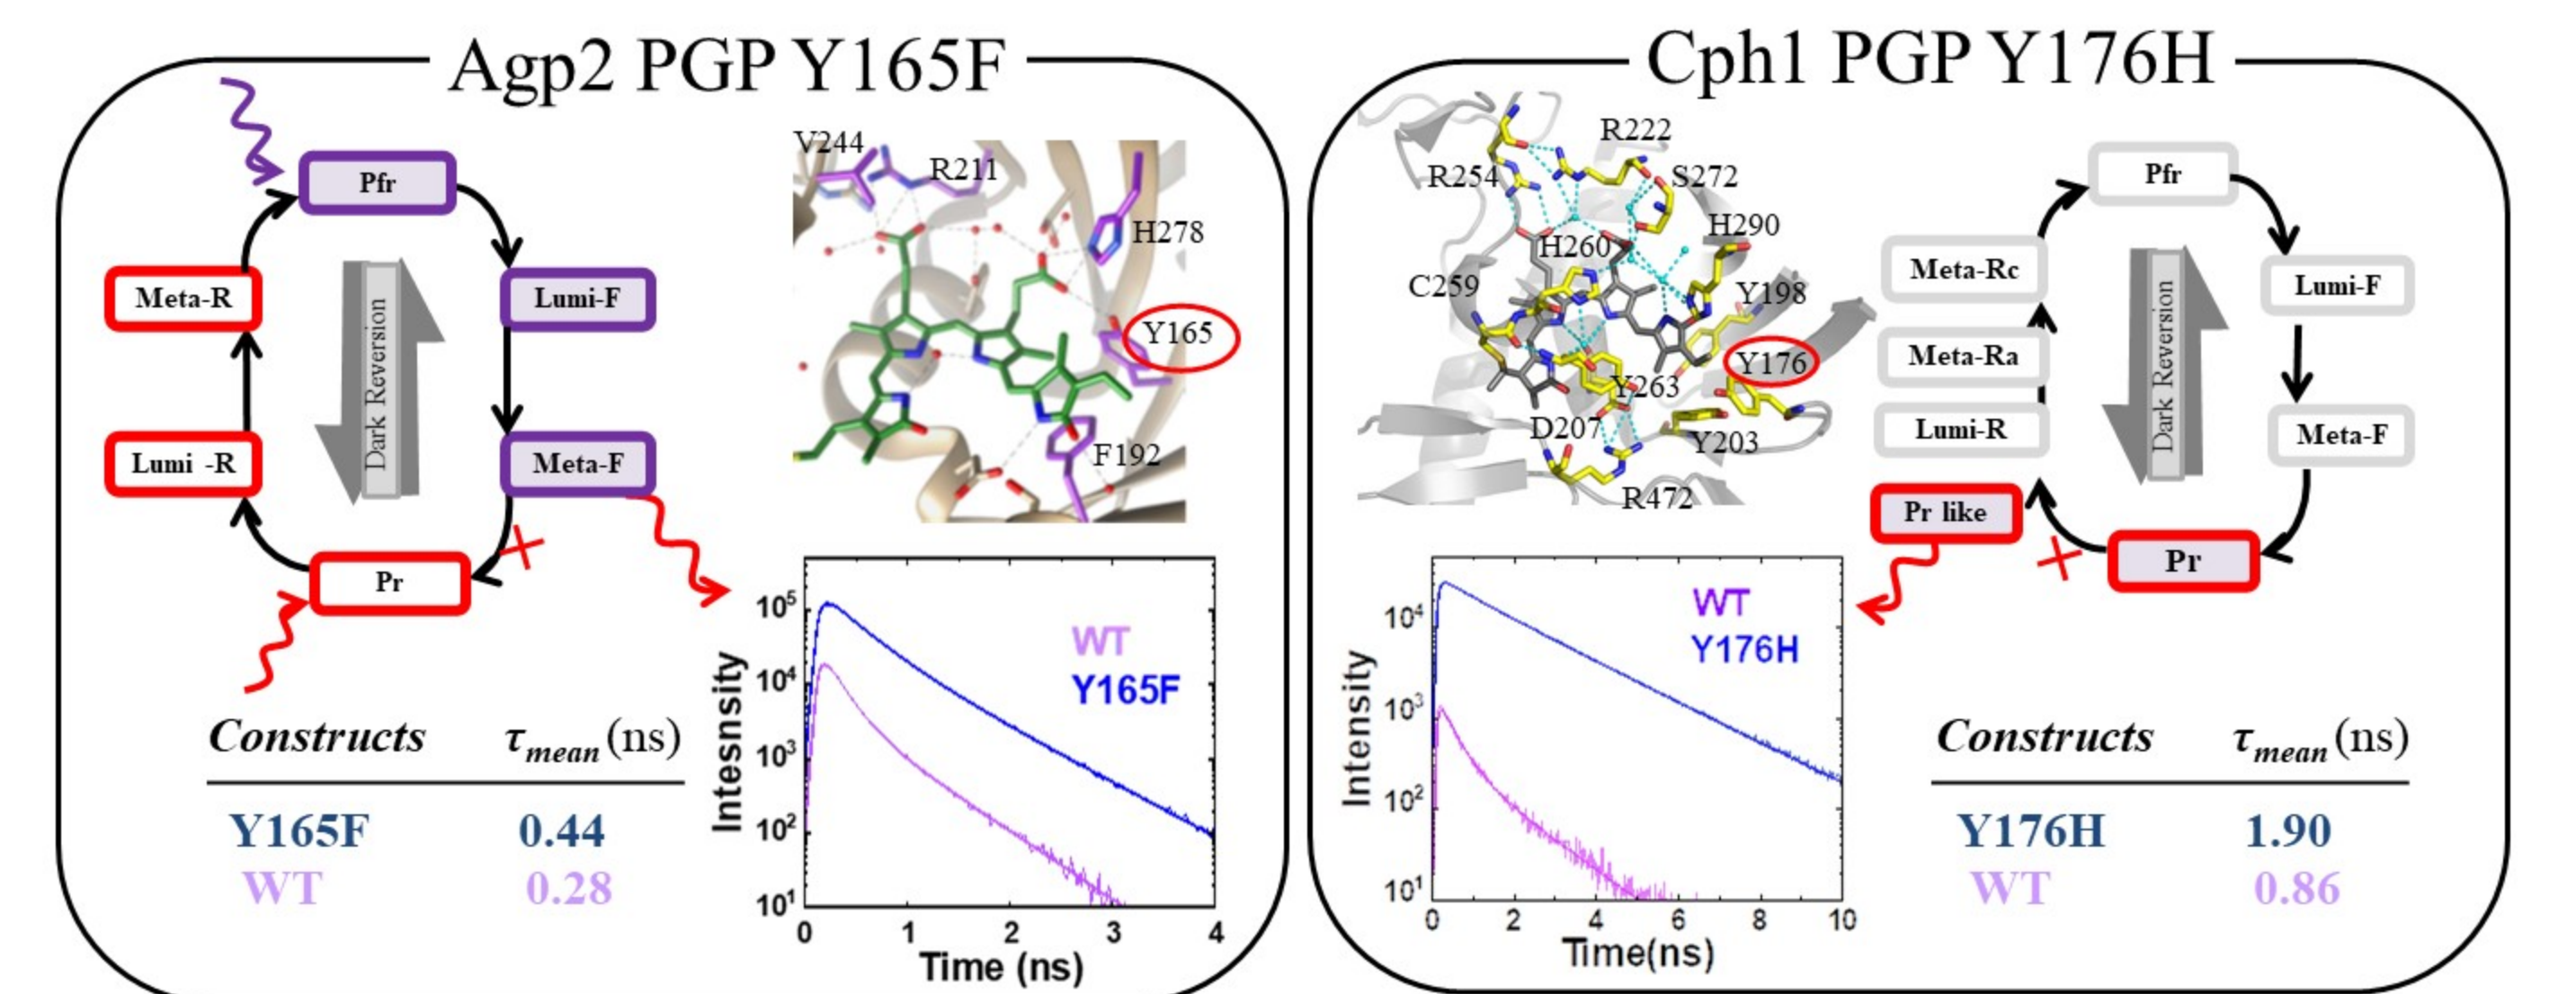 Agp2 PGP Y165F
Pfr
Meta-R
Lumi-F
Dark Reversion
Lumi -R
Meta-F
Pr
V244
R211
H278
Y165
F192
Constructs τmean (ns)
Y165F 0.44
WT 0.28
Intesnsity
10⁵
10⁴
10³
10²
10¹
WT
Y165F
0 1 2 3 4
Time (ns)
Cph1 PGP Y176H
R222
R254
S272
H290
H260
C259
Y198
Y176
Y263
D207
Y203
R472
Pfr
Meta-Rc
Lumi-F
Meta-Ra
Dark Reversion
Lumi-R
Meta-F
Pr like
Pr
Intensity
10⁴
10³
10²
10¹
WT
Y176H
0 2 4 6 8 10
Time(ns)
Constructs τmean (ns)
Y176H 1.90
WT 0.86